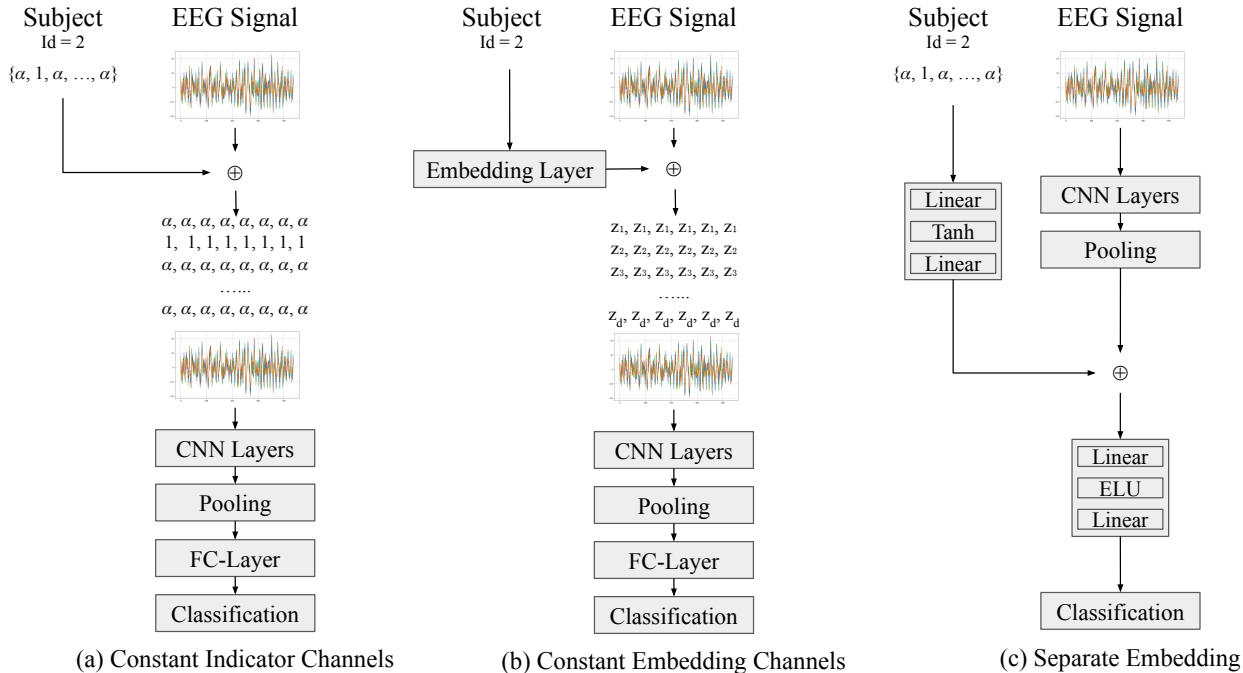 Subject
Id = 2
{α, 1, α, …, α}
EEG Signal
⊕
α, α, α, α, α, α, α, α
1, 1, 1, 1, 1, 1, 1, 1
α, α, α, α, α, α, α, α
…...
α, α, α, α, α, α, α, α
CNN Layers
Pooling
FC-Layer
Classification
(a) Constant Indicator Channels
Subject
Id = 2
EEG Signal
Embedding Layer
⊕
z1, z1, z1, z1, z1, z1
z2, z2, z2, z2, z2, z2
z3, z3, z3, z3, z3, z3
…...
zd, zd, zd, zd, zd, zd
CNN Layers
Pooling
FC-Layer
Classification
(b) Constant Embedding Channels
Subject
Id = 2
{α, 1, α, …, α}
EEG Signal
Linear
Tanh
Linear
CNN Layers
Pooling
⊕
Linear
ELU
Linear
Classification
(c) Separate Embedding